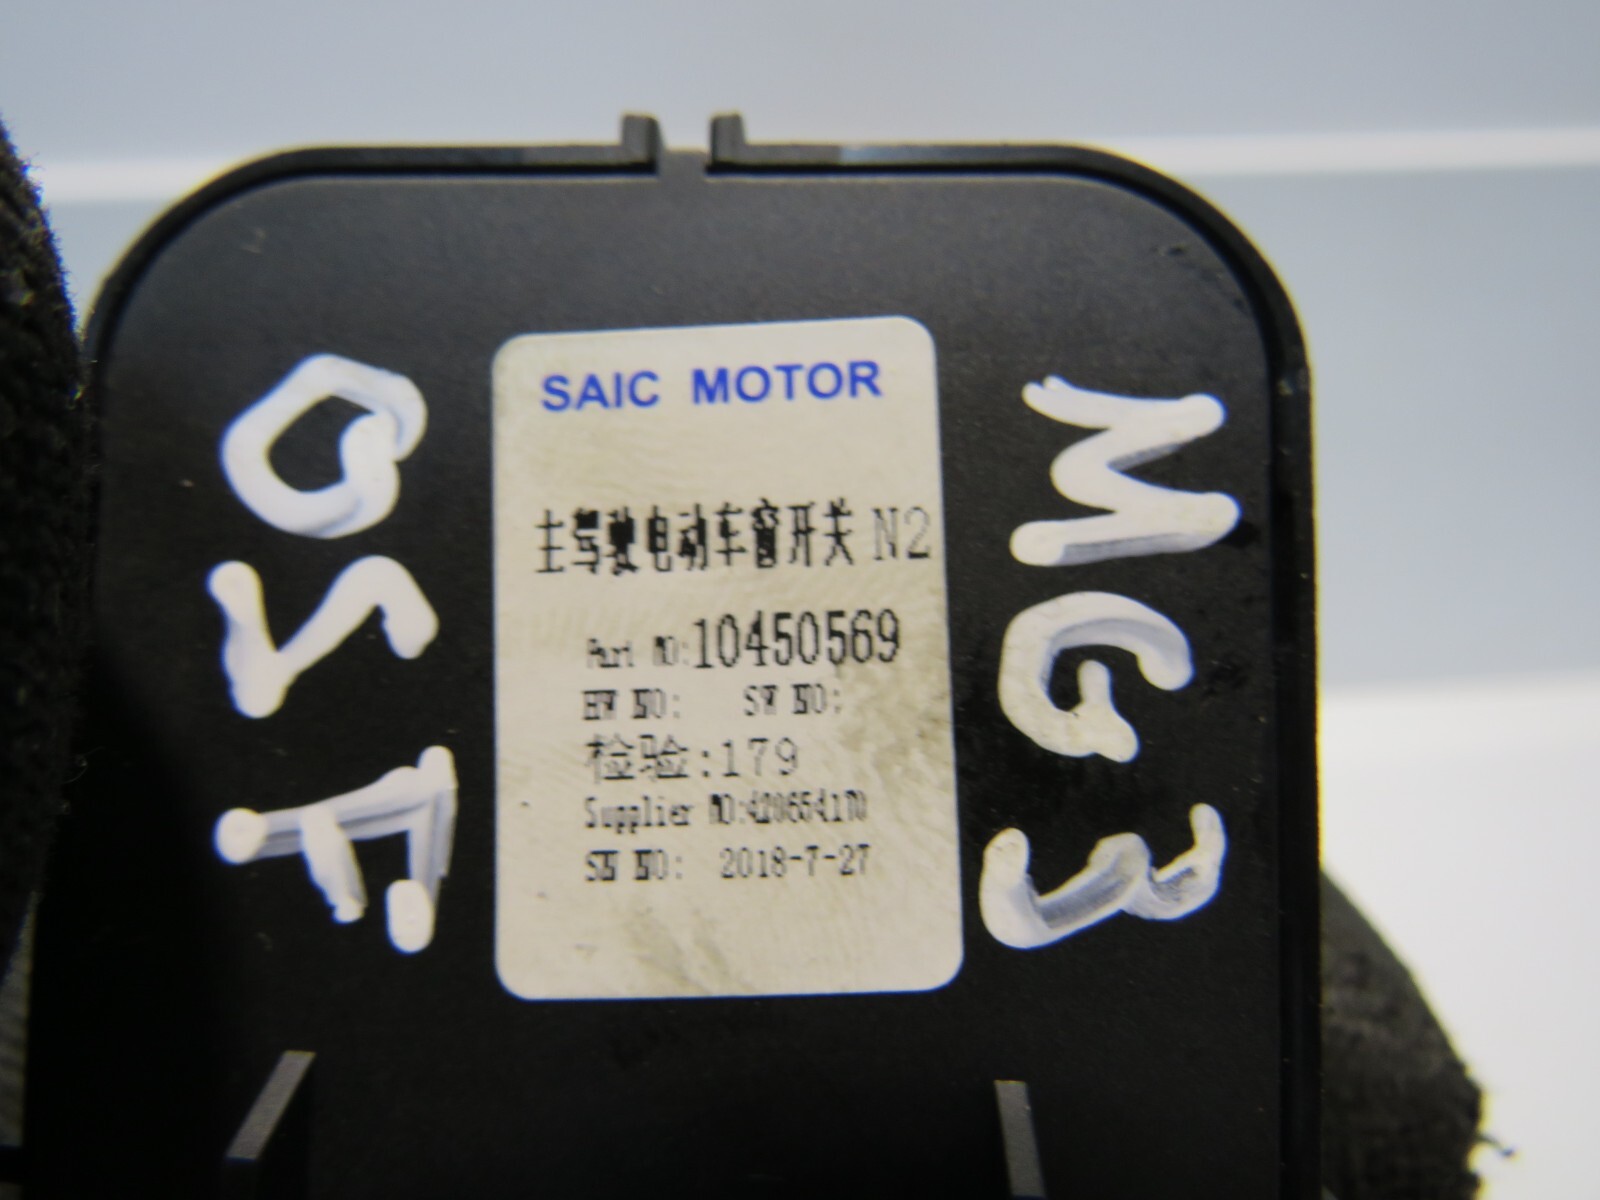 SAIC MOTOR
主驾驶电动车窗开关 N2
Part NO:10450569
HW NO: SW NO:
检验:179
Supplier NO:420654170
SN NO: 2018-7-27
OSF
MG3